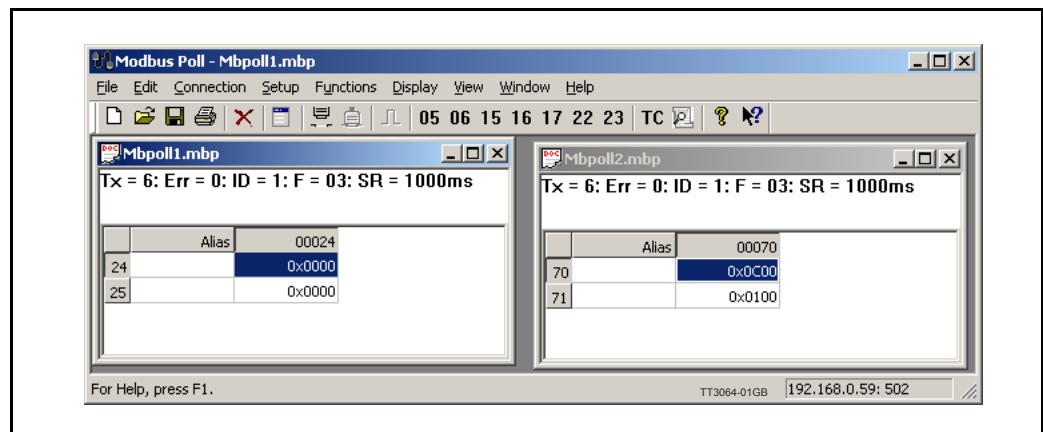 Modbus Poll - Mbpoll1.mbp
File Edit Connection Setup Functions Display View Window Help
05 06 15 16 17 22 23 TC
Mbpoll1.mbp
Tx = 6: Err = 0: ID = 1: F = 03: SR = 1000ms
Alias 00024
24 0x0000
25 0x0000
Mbpoll2.mbp
Tx = 6: Err = 0: ID = 1: F = 03: SR = 1000ms
Alias 00070
70 0x0C00
71 0x0100
For Help, press F1.
TT3064-01GB
192.168.0.59: 502